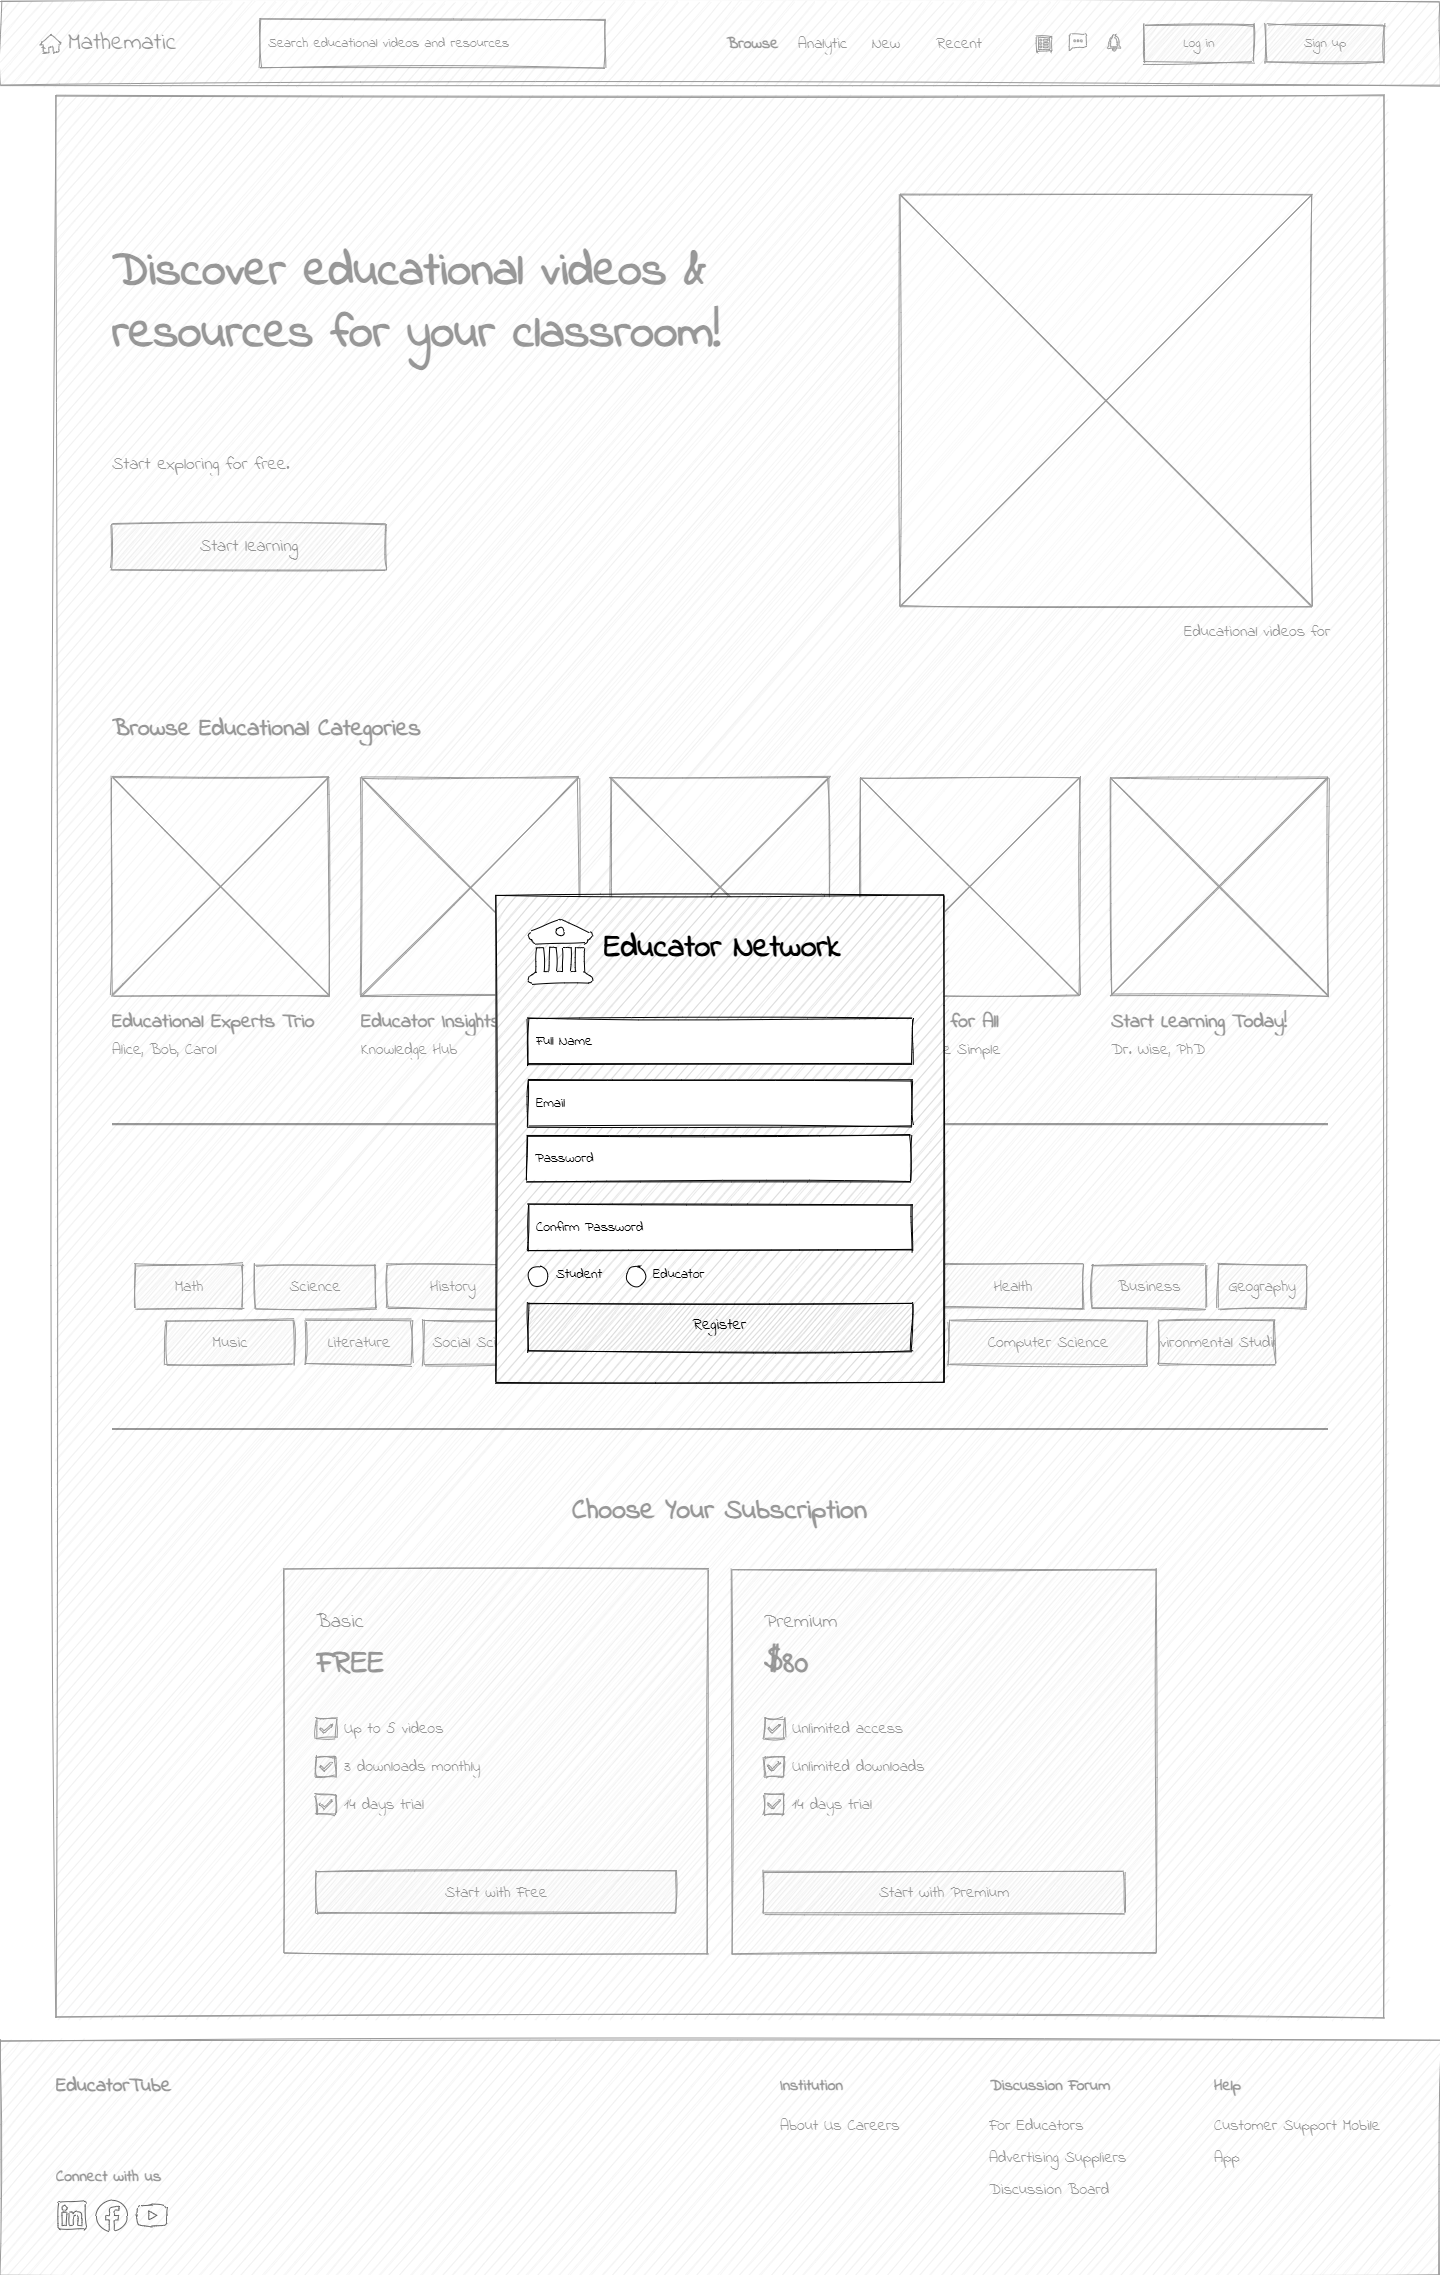 Mathematic
Search educational videos and resources
Browse Analytic New Recent
Log in
Sign up
Discover educational videos &
resources for your classroom!
Start exploring for free.
Start learning
Educational videos for
Browse Educational Categories
Educational Experts Trio
Alice, Bob, Carol
Educator Insights
Knowledge Hub
for All
Simple
Start Learning Today!
Dr. Wise, PhD
Educator Network
Full Name
Email
Password
Confirm Password
Student
Educator
Register
Math
Science
History
Health
Business
Geography
Music
Literature
Social Sc
Computer Science
vironmental Studi
Choose Your Subscription
Basic
FREE
Up to 5 videos
3 downloads monthly
14 days trial
Start with Free
Premium
$80
Unlimited access
Unlimited downloads
14 days trial
Start with Premium
EducatorTube
Connect with us
Institution
About Us Careers
Discussion Forum
For Educators
Advertising Suppliers
Discussion Board
Help
Customer Support Mobile
App